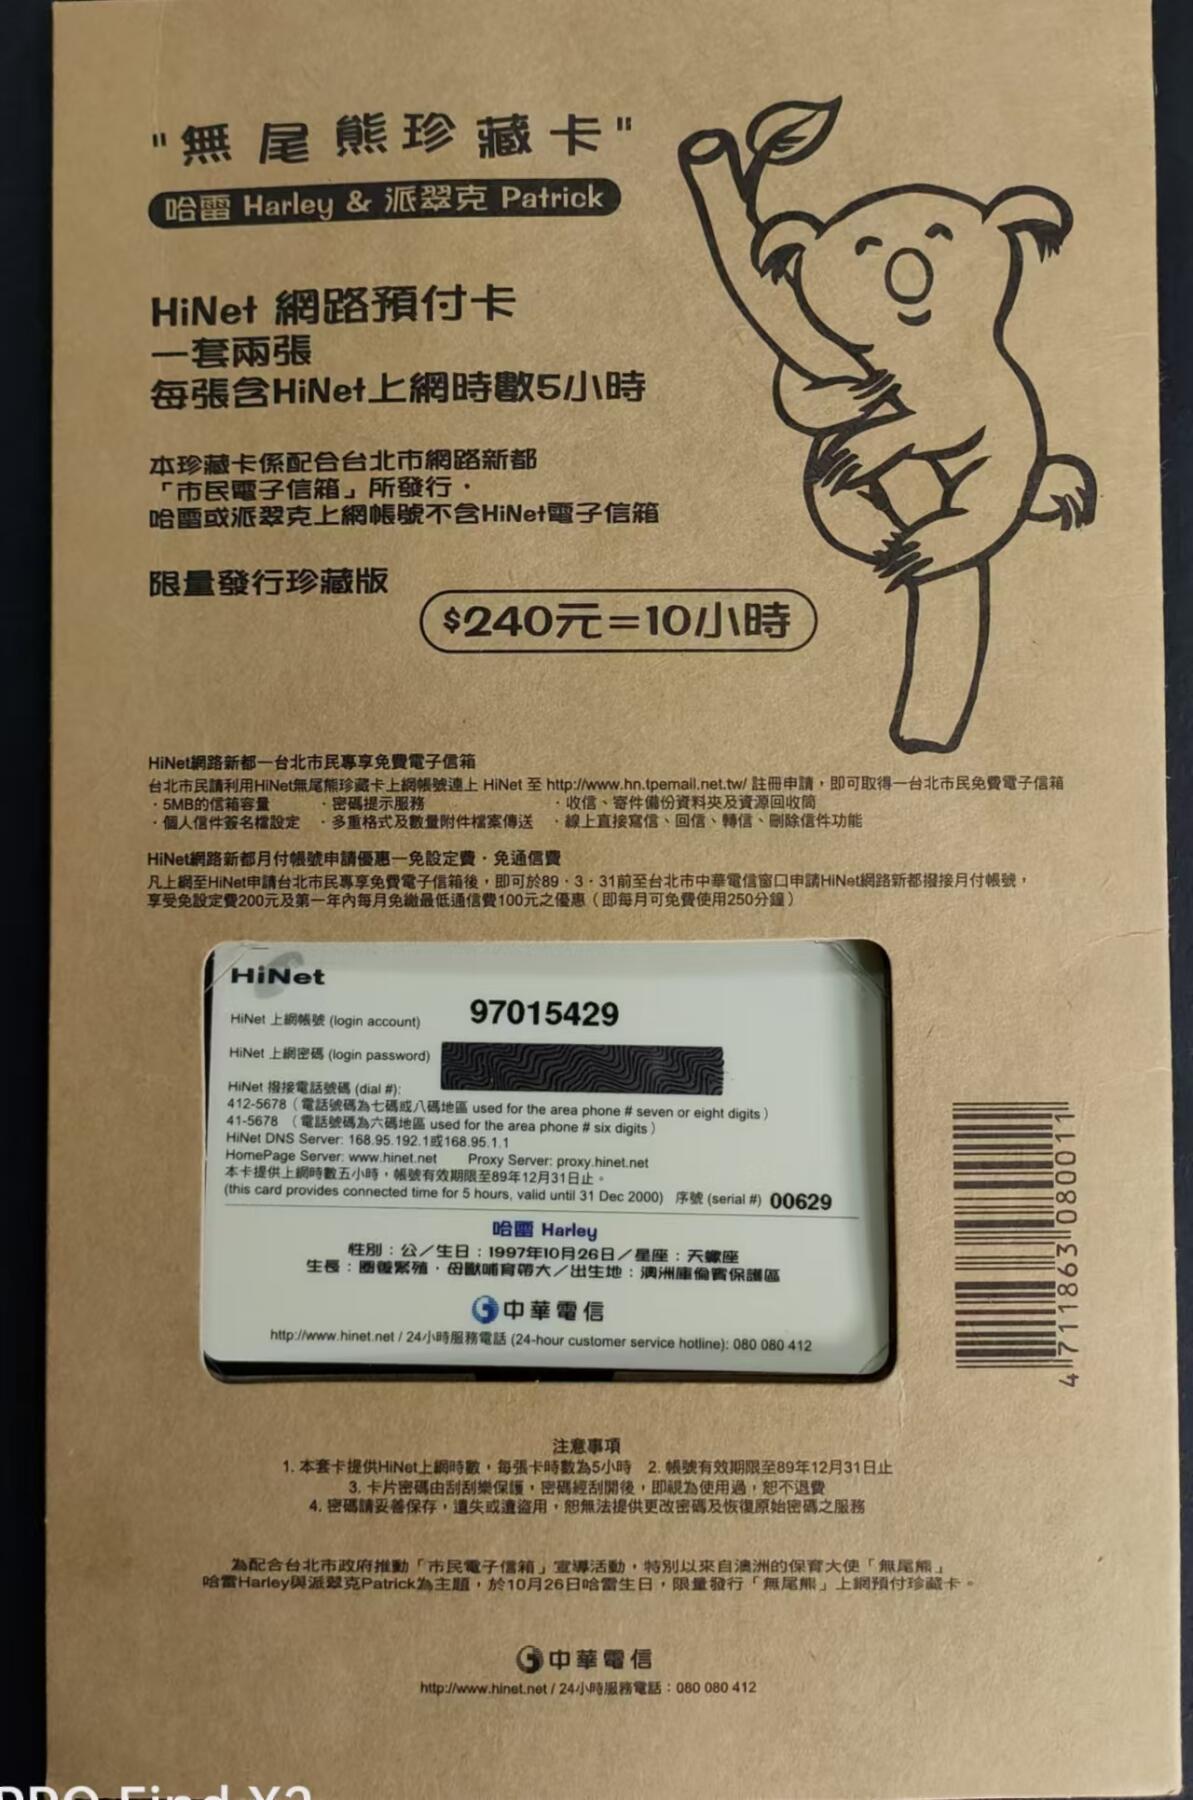 "無尾熊珍藏卡"
哈雷 Harley & 派翠克 Patrick
HiNet 網路預付卡
一套兩張
每張含HiNet上網時數5小時
本珍藏卡係配合台北市網路新都
「市民電子信箱」所發行．
哈雷或派翠克上網帳號不含HiNet電子信箱
限量發行珍藏版
$240元=10小時
HiNet網路新都—台北市民專享免費電子信箱
台北市民請利用HiNet無尾熊珍藏卡上網帳號連上 HiNet 至 http://www.hn.tpemail.net.tw/ 註冊申請，即可取得一台北市民免費電子信箱
．5MB的信箱容量 ．密碼提示服務 ．收信、寄件備份資料夾及資源回收筒
．個人信件簽名檔設定 ．多重格式及數量附件檔案傳送 ．線上直接寫信、回信、轉信、刪除信件功能
HiNet網路新都月付帳號申請優惠—免設定費．免通信費
凡上網至HiNet申請台北市民專享免費電子信箱後，即可於89．3．31前至台北市中華電信窗口申請HiNet網路新都撥接月付帳號，
享受免設定費200元及第一年內每月免繳最低通信費100元之優惠（即每月可免費使用250分鐘）
HiNet
HiNet 上網帳號 (login account) 97015429
HiNet 上網密碼 (login password)
HiNet 撥接電話號碼 (dial #):
412-5678（電話號碼為七碼或八碼地區 used for the area phone # seven or eight digits）
41-5678 （電話號碼為六碼地區 used for the area phone # six digits）
HiNet DNS Server: 168.95.192.1或168.95.1.1
HomePage Server: www.hinet.net Proxy Server: proxy.hinet.net
本卡提供上網時數五小時，帳號有效期限至89年12月31日止。
(this card provides connected time for 5 hours, valid until 31 Dec 2000) 序號 (serial #) 00629
哈雷 Harley
性別：公／生日：1997年10月26日／星座：天蠍座
生長：圈養繁殖．母獸哺育帶大／出生地：澳洲庫倫賓保護區
中華電信
http://www.hinet.net / 24小時服務電話 (24-hour customer service hotline): 080 080 412
4711863080011
注意事項
1. 本套卡提供HiNet上網時數，每張卡時數為5小時 2. 帳號有效期限至89年12月31日止
3. 卡片密碼由刮刮樂保護，密碼經刮開後，即視為使用過，恕不退費
4. 密碼請妥善保存，遺失或遭盜用，恕無法提供更改密碼及恢復原始密碼之服務
為配合台北市政府推動「市民電子信箱」宣導活動，特別以來自澳洲的保育大使「無尾熊」
哈雷Harley與派翠克Patrick為主題，於10月26日哈雷生日，限量發行「無尾熊」上網預付珍藏卡。
中華電信
http://www.hinet.net / 24小時服務電話：080 080 412